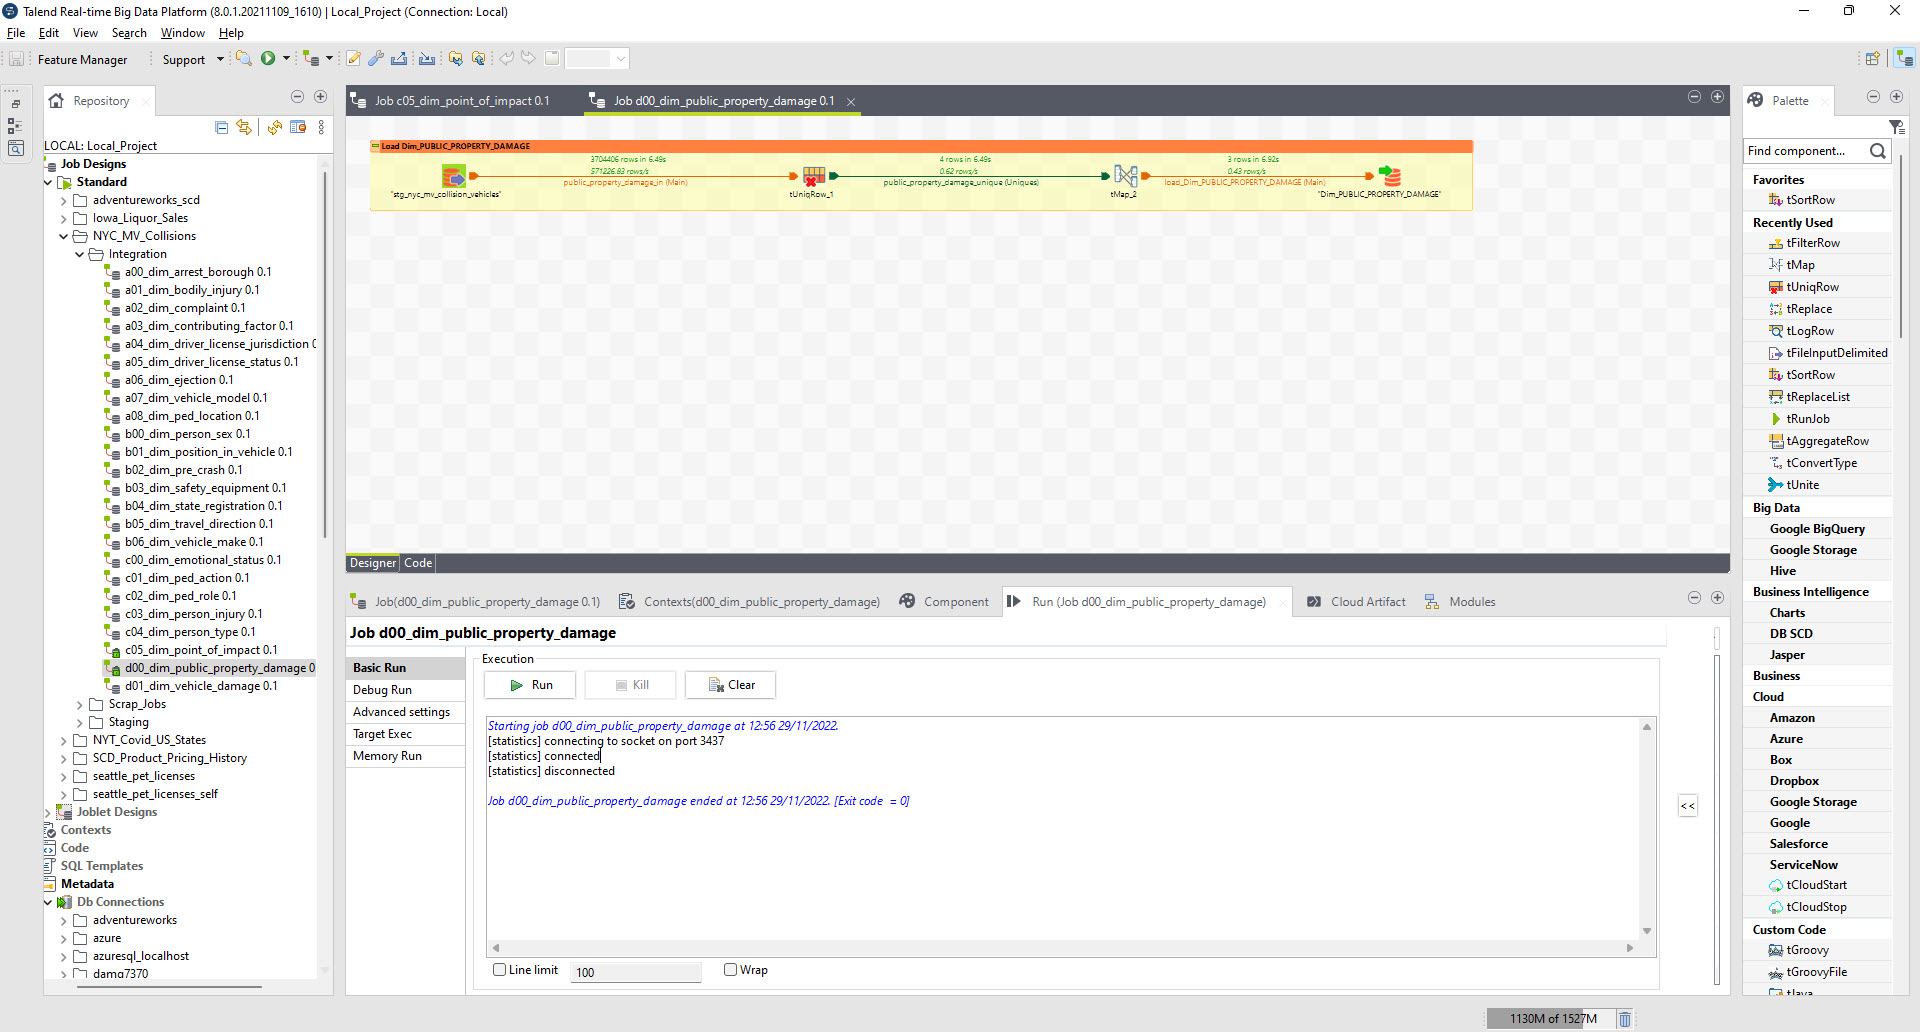 Talend Real-time Big Data Platform (8.0.1.20211109_1610) | Local_Project (Connection: Local)
File Edit View Search Window Help
Feature Manager Support
Repository
LOCAL: Local_Project
Job Designs
Standard
adventureworks_scd
Iowa_Liquor_Sales
NYC_MV_Collisions
Integration
a00_dim_arrest_borough 0.1
a01_dim_bodily_injury 0.1
a02_dim_complaint 0.1
a03_dim_contributing_factor 0.1
a04_dim_driver_license_jurisdiction 0
a05_dim_driver_license_status 0.1
a06_dim_ejection 0.1
a07_dim_vehicle_model 0.1
a08_dim_ped_location 0.1
b00_dim_person_sex 0.1
b01_dim_position_in_vehicle 0.1
b02_dim_pre_crash 0.1
b03_dim_safety_equipment 0.1
b04_dim_state_registration 0.1
b05_dim_travel_direction 0.1
b06_dim_vehicle_make 0.1
c00_dim_emotional_status 0.1
c01_dim_ped_action 0.1
c02_dim_ped_role 0.1
c03_dim_person_injury 0.1
c04_dim_person_type 0.1
c05_dim_point_of_impact 0.1
d00_dim_public_property_damage 0
d01_dim_vehicle_damage 0.1
Scrap_Jobs
Staging
NYT_Covid_US_States
SCD_Product_Pricing_History
seattle_pet_licenses
seattle_pet_licenses_self
Joblet Designs
Contexts
Code
SQL Templates
Metadata
Db Connections
adventureworks
azure
azuresql_localhost
damg7370
Job c05_dim_point_of_impact 0.1 Job d00_dim_public_property_damage 0.1
Load Dim_PUBLIC_PROPERTY_DAMAGE
3704406 rows in 6.49s 4 rows in 6.49s 3 rows in 6.92s
571226.83 rows/s 0.62 rows/s 0.43 rows/s
public_property_damage_in (Main) public_property_damage_unique (Uniques) load_Dim_PUBLIC_PROPERTY_DAMAGE (Main)
"stg_nyc_mv_collision_vehicles" tUniqRow_1 tMap_2 "Dim_PUBLIC_PROPERTY_DAMAGE"
Designer Code
Job(d00_dim_public_property_damage 0.1) Contexts(d00_dim_public_property_damage) Component Run (Job d00_dim_public_property_damage) Cloud Artifact Modules
Job d00_dim_public_property_damage
Basic Run
Debug Run
Advanced settings
Target Exec
Memory Run
Execution
Run Kill Clear
Starting job d00_dim_public_property_damage at 12:56 29/11/2022.
[statistics] connecting to socket on port 3437
[statistics] connected
[statistics] disconnected
Job d00_dim_public_property_damage ended at 12:56 29/11/2022. [Exit code = 0]
<<
Line limit 100 Wrap
Palette
Find component...
Favorites
tSortRow
Recently Used
tFilterRow
tMap
tUniqRow
tReplace
tLogRow
tFileInputDelimited
tSortRow
tReplaceList
tRunJob
tAggregateRow
tConvertType
tUnite
Big Data
Google BigQuery
Google Storage
Hive
Business Intelligence
Charts
DB SCD
Jasper
Business
Cloud
Amazon
Azure
Box
Dropbox
Google Storage
Google
Salesforce
ServiceNow
tCloudStart
tCloudStop
Custom Code
tGroovy
tGroovyFile
tJava
1130M of 1527M